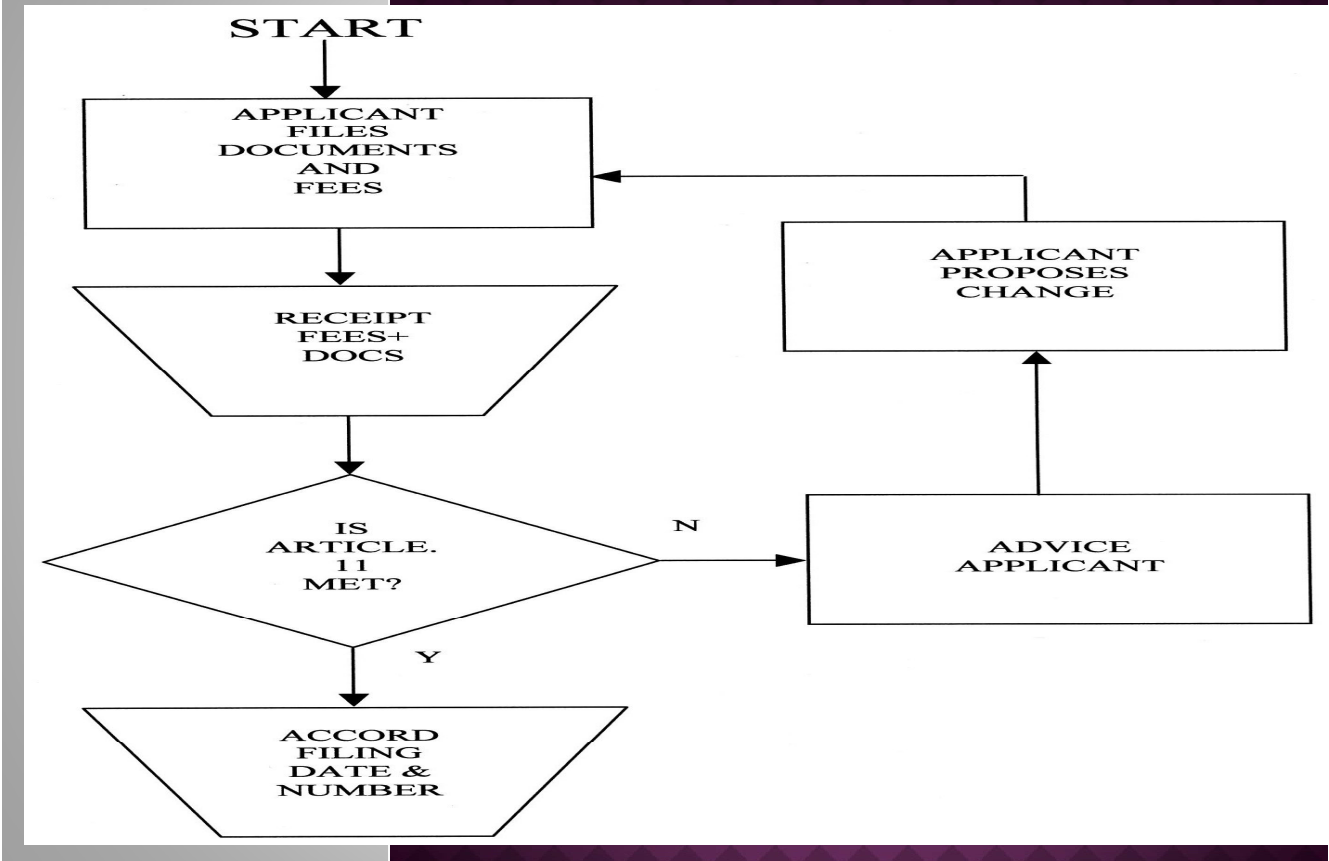 START
APPLICANT
FILES
DOCUMENTS
AND
FEES
RECEIPT
FEES+
DOCS
IS
ARTICLE.
11
MET?
N
Y
ACCORD
FILING
DATE &
NUMBER
ADVICE
APPLICANT
APPLICANT
PROPOSES
CHANGE